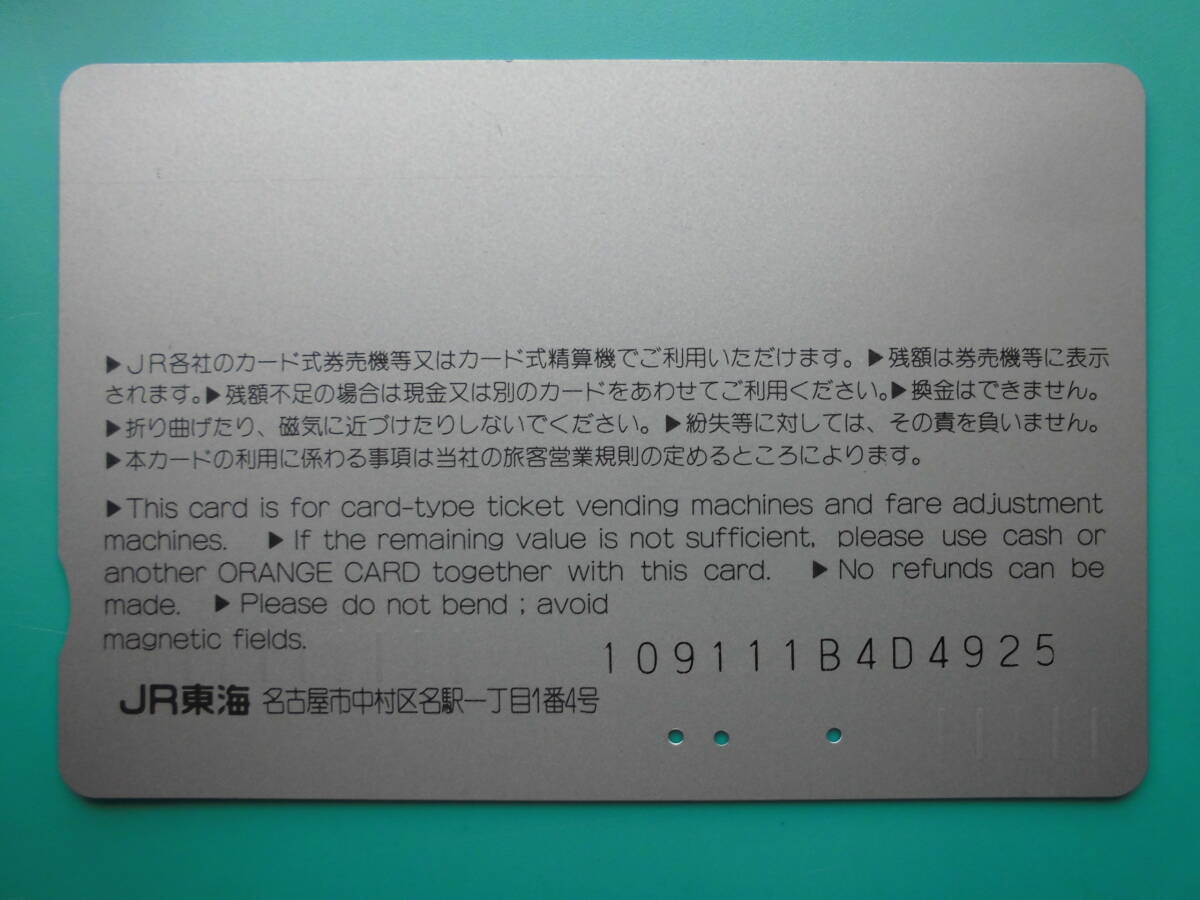 ▶JR各社のカード式券売機等又はカード式精算機でご利用いただけます。▶残額は券売機等に表示
されます。▶残額不足の場合は現金又は別のカードをあわせてご利用ください。▶換金はできません。
▶折り曲げたり、磁気に近づけたりしないでください。▶紛失等に対しては、その責を負いません。
▶本カードの利用に係わる事項は当社の旅客営業規則の定めるところによります。
▶This card is for card-type ticket vending machines and fare adjustment
machines. ▶If the remaining value is not sufficient, please use cash or
another ORANGE CARD together with this card. ▶No refunds can be
made. ▶Please do not bend ; avoid
magnetic fields.
109111B4D4925
JR東海 名古屋市中村区名駅一丁目1番4号